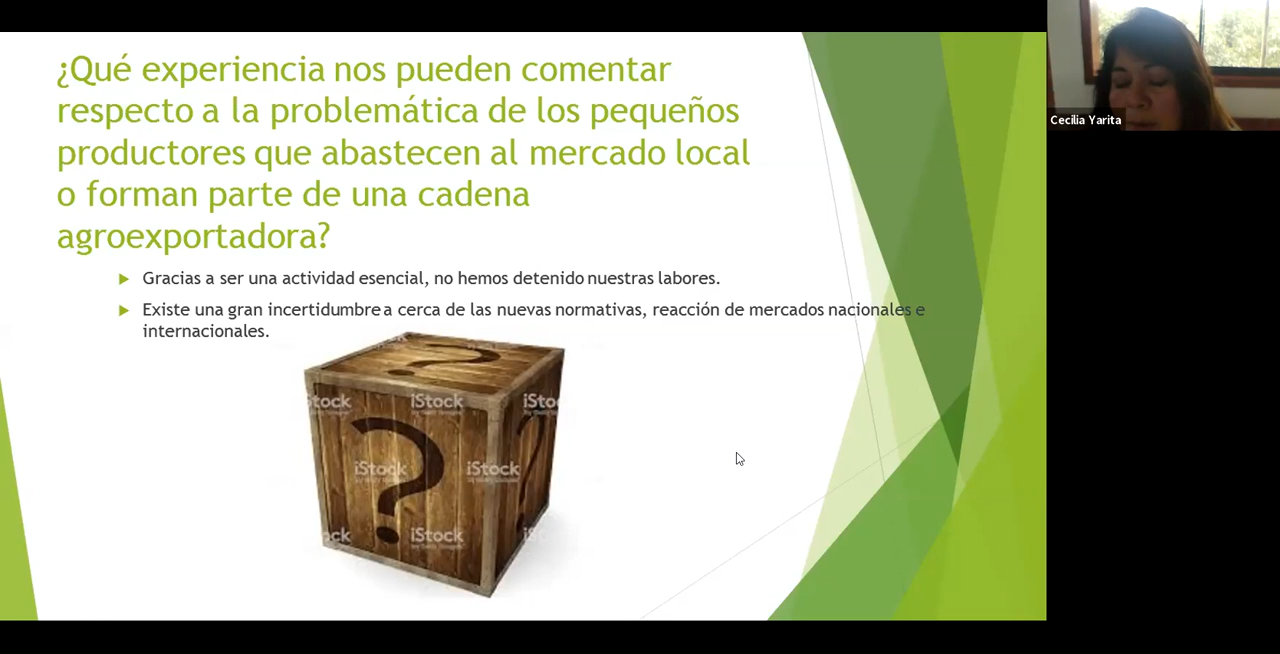 ¿Qué experiencia nos pueden comentar
respecto a la problemática de los pequeños
productores que abastecen al mercado local
o forman parte de una cadena
agroexportadora?
Gracias a ser una actividad esencial, no hemos detenido nuestras labores.
Existe una gran incertidumbre a cerca de las nuevas normativas, reacción de mercados nacionales e
internacionales.
?
iStock iStock iStock
?
?
iStock iStock
iStock iStock
Cecilia Yarita